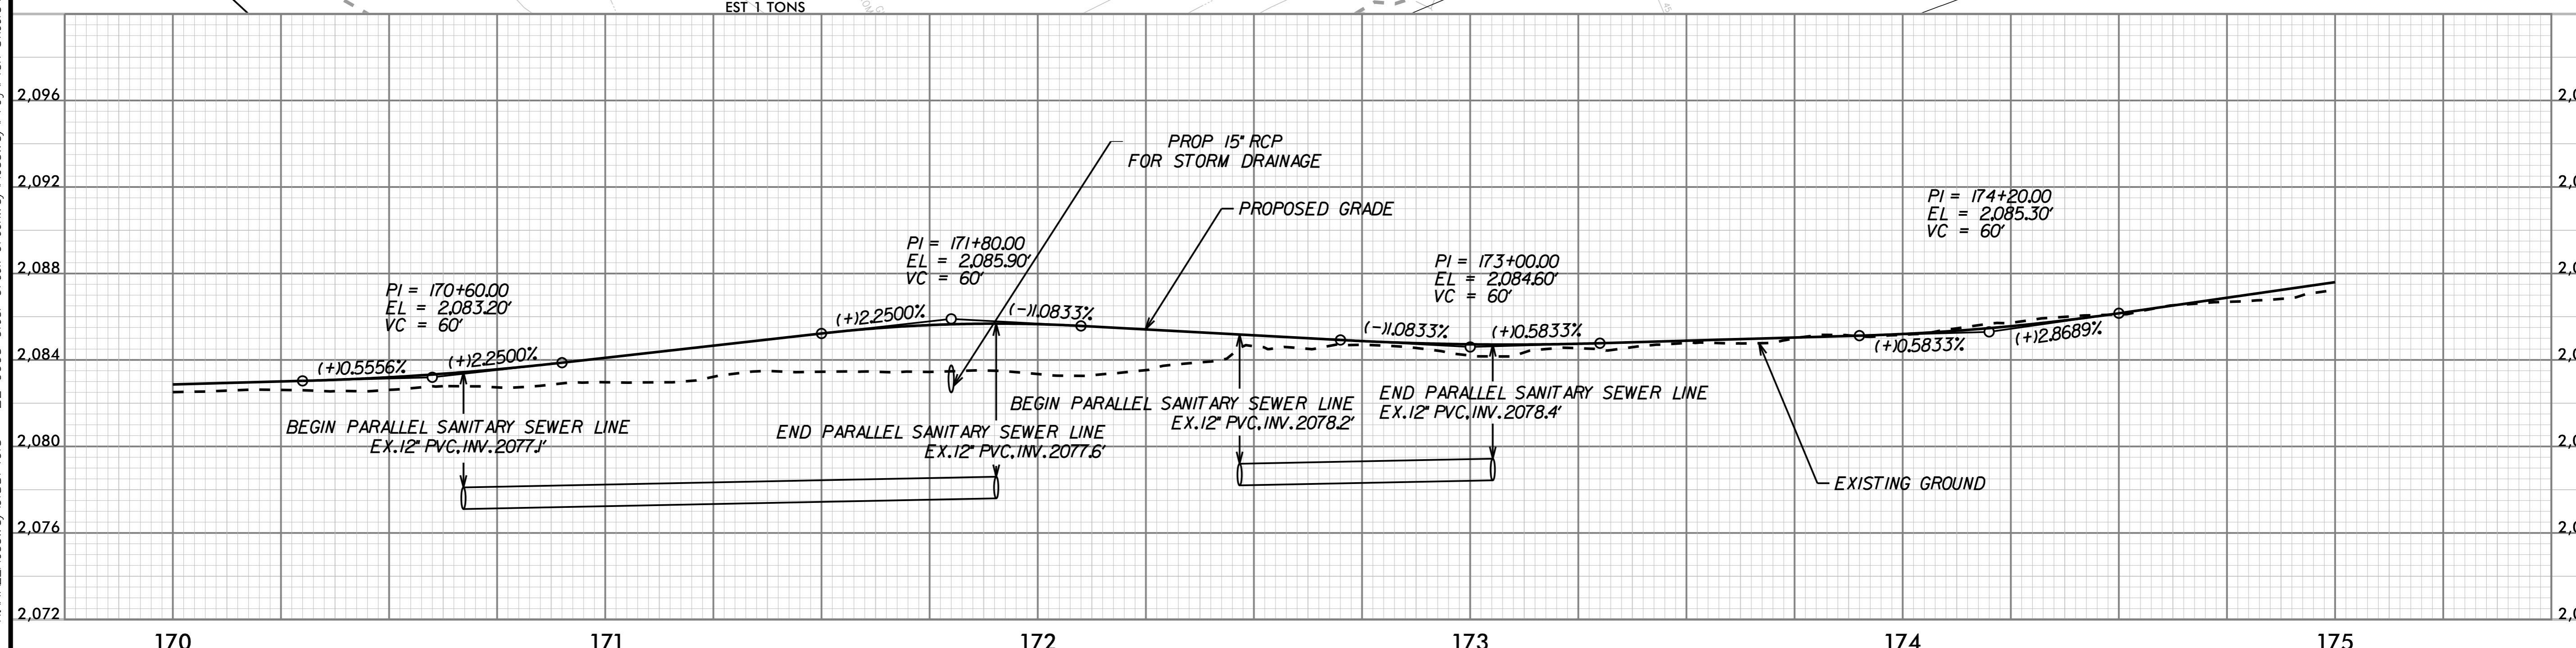 EST 1 TONS
2,096
2,092
2,088
2,084
2,080
2,076
2,072
PROP 15" RCP
FOR STORM DRAINAGE
PROPOSED GRADE
PI = 170+60.00
EL = 2,083.20'
VC = 60'
PI = 171+80.00
EL = 2,085.90'
VC = 60'
PI = 173+00.00
EL = 2,084.60'
VC = 60'
PI = 174+20.00
EL = 2,085.30'
VC = 60'
(+)0.5556%
(+)2.2500%
(+)2.2500%
(-)1.0833%
(-)1.0833%
(+)0.5833%
(+)0.5833%
(+)2.8689%
BEGIN PARALLEL SANITARY SEWER LINE
EX.12" PVC,INV.2077.1'
END PARALLEL SANITARY SEWER LINE
EX.12" PVC,INV.2077.6'
BEGIN PARALLEL SANITARY SEWER LINE
EX.12" PVC,INV.2078.2'
END PARALLEL SANITARY SEWER LINE
EX.12" PVC,INV.2078.4'
EXISTING GROUND
170
171
172
173
174
175